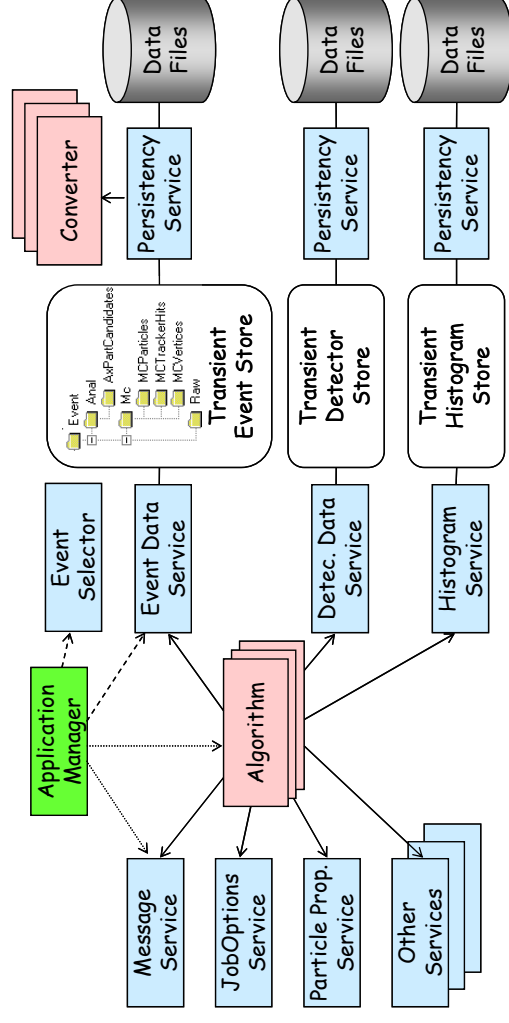 Application
Manager
Event
Selector
Converter
Message
Service
Event Data
Service
Event
Anal
AxPartCandidates
Mc
MCParticles
MCTrackerHits
MCVertices
Raw
Transient
Event Store
Persistency
Service
Data
Files
JobOptions
Service
Algorithm
Particle Prop.
Service
Detec. Data
Service
Transient
Detector
Store
Persistency
Service
Data
Files
Other
Services
Histogram
Service
Transient
Histogram
Store
Persistency
Service
Data
Files